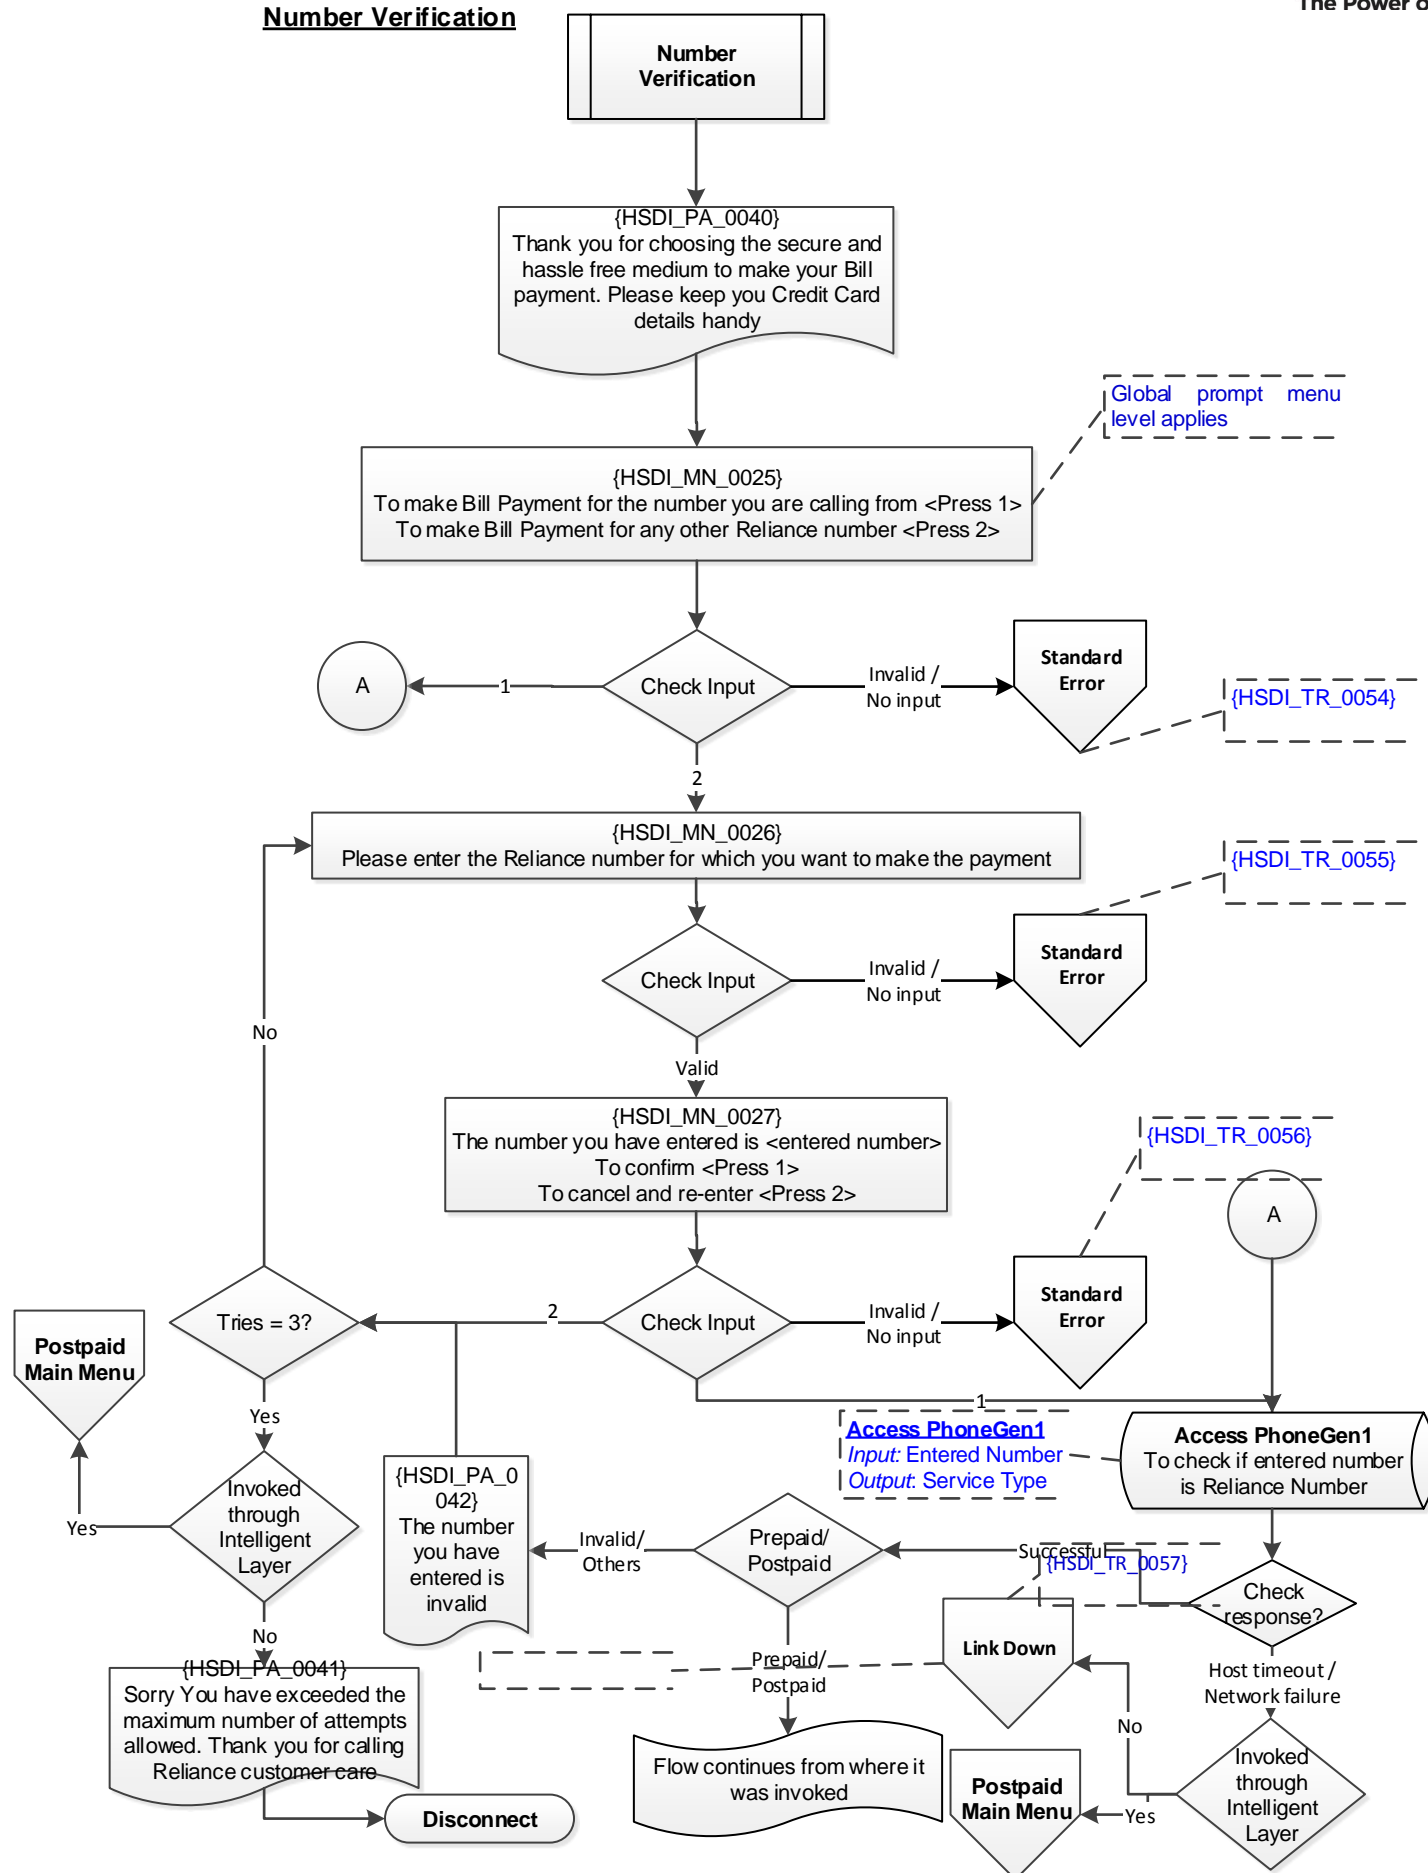 Number Verification
The Power o
Number
Verification
{HSDI_PA_0040}
Thank you for choosing the secure and
hassle free medium to make your Bill
payment. Please keep you Credit Card
details handy
Global prompt menu
level applies
{HSDI_MN_0025}
To make Bill Payment for the number you are calling from <Press 1>
To make Bill Payment for any other Reliance number <Press 2>
A
1
Check Input
Invalid /
No input
Standard
Error
{HSDI_TR_0054}
2
{HSDI_MN_0026}
Please enter the Reliance number for which you want to make the payment
{HSDI_TR_0055}
Check Input
Invalid /
No input
Standard
Error
No
Valid
{HSDI_MN_0027}
The number you have entered is <entered number>
To confirm <Press 1>
To cancel and re-enter <Press 2>
{HSDI_TR_0056}
A
Tries = 3?
2
Check Input
Invalid /
No input
Standard
Error
Postpaid
Main Menu
1
Yes
Access PhoneGen1
Input: Entered Number
Output: Service Type
Access PhoneGen1
To check if entered number
is Reliance Number
{HSDI_PA_0
042}
The number
you have
entered is
invalid
Invoked
through
Intelligent
Layer
Yes
Invalid/
Others
Prepaid/
Postpaid
Successful
{HSDI_TR_0057}
Check
response?
No
Link Down
Prepaid/
Postpaid
Host timeout /
Network failure
{HSDI_PA_0041}
Sorry You have exceeded the
maximum number of attempts
allowed. Thank you for calling
Reliance customer care
No
Flow continues from where it
was invoked
Postpaid
Main Menu
Yes
Invoked
through
Intelligent
Layer
Disconnect